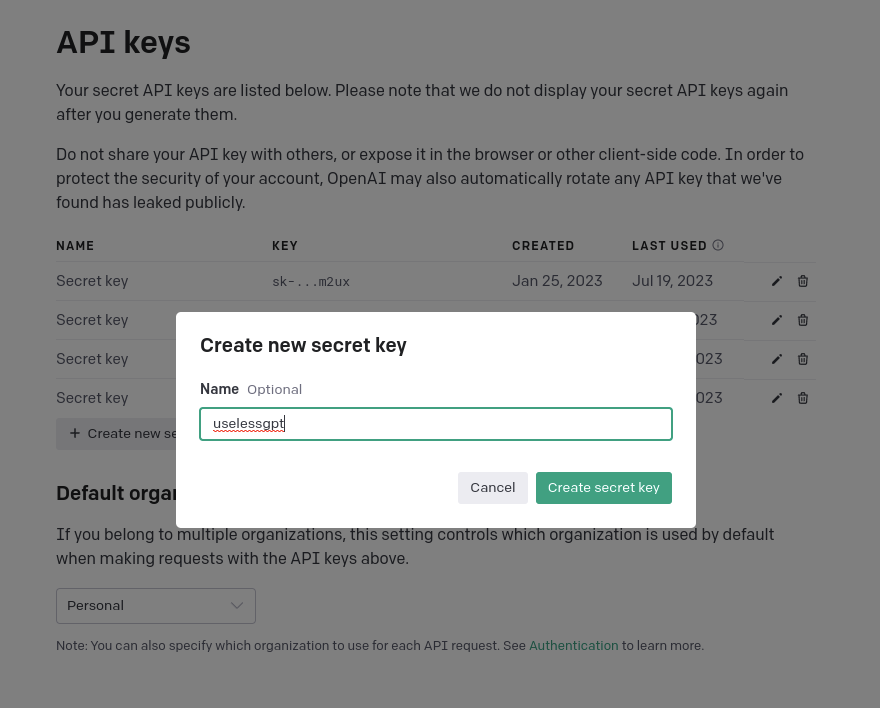 API keys
Your secret API keys are listed below. Please note that we do not display your secret API keys again
after you generate them.
Do not share your API key with others, or expose it in the browser or other client-side code. In order to
protect the security of your account, OpenAI may also automatically rotate any API key that we've
found has leaked publicly.
NAME KEY CREATED LAST USED
Secret key sk-...m2ux Jan 25, 2023 Jul 19, 2023
Secret key
Secret key
Secret key
+ Create new
Create new secret key
Name Optional
uselessgpt
Cancel Create secret key
Default
If you belong to multiple organizations, this setting controls which organization is used by default
when making requests with the API keys above.
Personal
Note: You can also specify which organization to use for each API request. See Authentication to learn more.